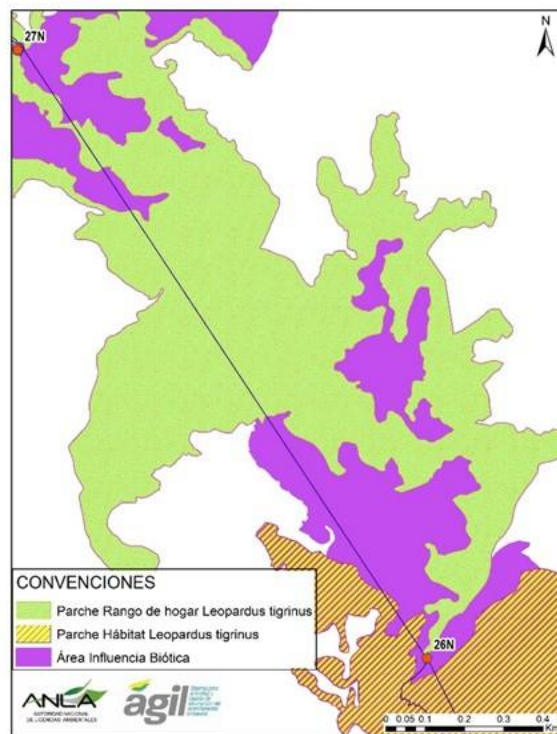 27N
N
26N
CONVENCIONES
Parche Rango de hogar Leopardus tigrinus
Parche Hábitat Leopardus tigrinus
Área Influencia Biótica
ANLA
AUTORIDAD NACIONAL
DE LICENCIAS AMBIENTALES
ágil
0 0.05 0.1 0.2 0.3 0.4
Km